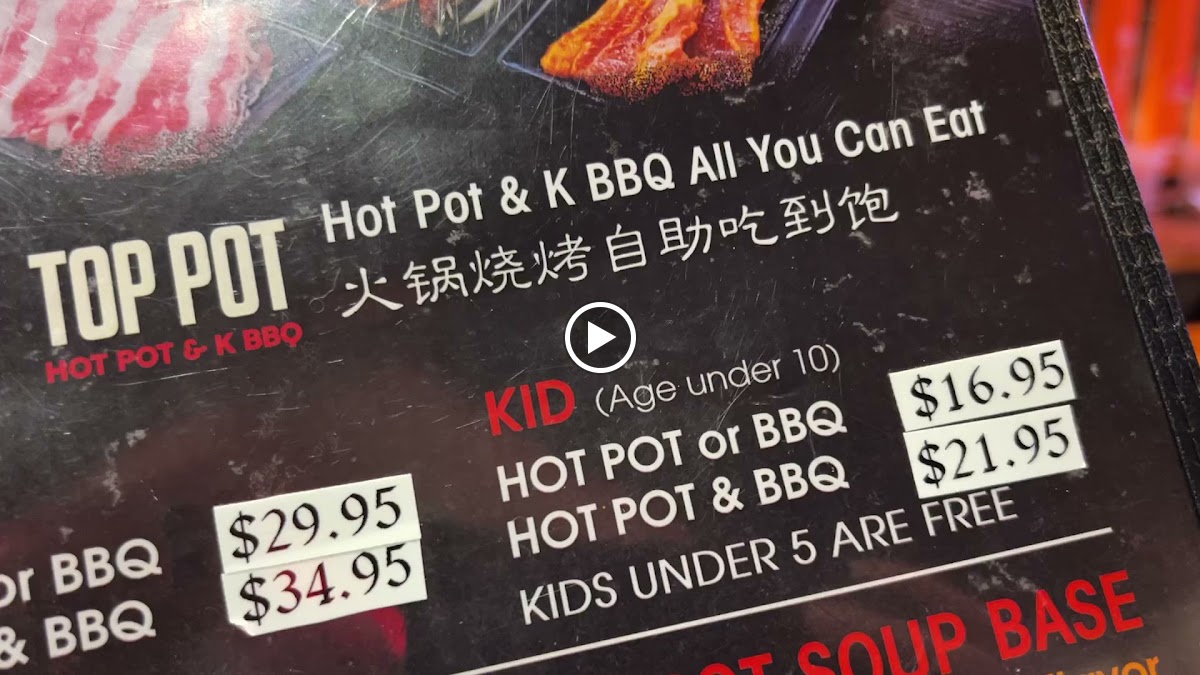 Hot Pot & K BBQ All You Can Eat
火锅烧烤自助吃到饱
TOP POT
HOT POT & K BBQ
or BBQ $29.95
& BBQ $34.95
KID (Age under 10)
HOT POT or BBQ $16.95
HOT POT & BBQ $21.95
KIDS UNDER 5 ARE FREE
SOUP BASE